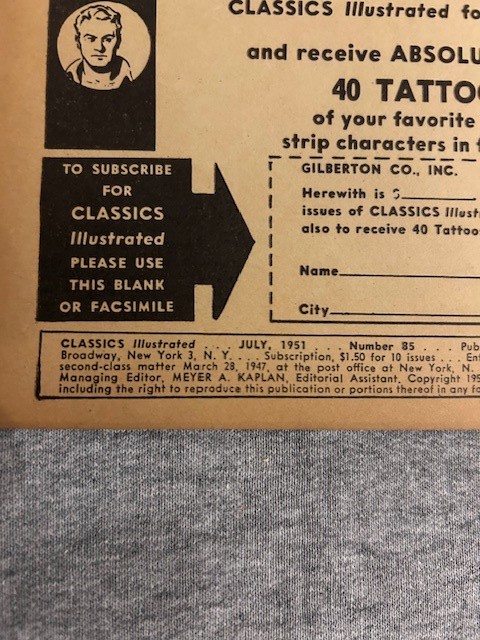 CLASSICS Illustrated fo
and receive ABSOLU
40 TATTOO
of your favorite
strip characters in f
TO SUBSCRIBE
FOR
CLASSICS
Illustrated
PLEASE USE
THIS BLANK
OR FACSIMILE
GILBERTON CO., INC.
Herewith is $
issues of CLASSICS Illust
also to receive 40 Tattoo
Name
City
CLASSICS Illustrated . . . JULY, 1951 . . . Number 85 . . . Pub
Broadway, New York 3, N. Y. . . . Subscription, $1.50 for 10 issues . . . Ent
second-class matter March 28, 1947, at the post office at New York, N.
Managing Editor, MEYER A. KAPLAN, Editorial Assistant. Copyright 195
including the right to reproduce this publication or portions thereof in any fo